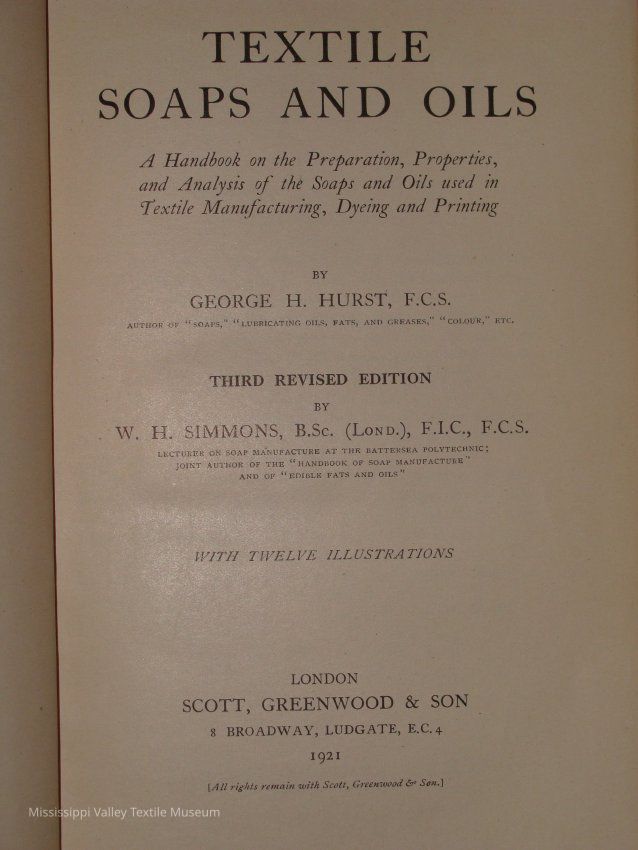 TEXTILE
SOAPS AND OILS
A Handbook on the Preparation, Properties,
and Analysis of the Soaps and Oils used in
Textile Manufacturing, Dyeing and Printing
BY
GEORGE H. HURST, F.C.S.
AUTHOR OF "SOAPS," "LUBRICATING OILS, FATS, AND GREASES," "COLOUR," ETC.
THIRD REVISED EDITION
BY
W. H. SIMMONS, B.Sc. (Lond.), F.I.C., F.C.S.
LECTURER ON SOAP MANUFACTURE AT THE BATTERSEA POLYTECHNIC;
JOINT AUTHOR OF THE "HANDBOOK OF SOAP MANUFACTURE"
AND OF "EDIBLE FATS AND OILS"
WITH TWELVE ILLUSTRATIONS
LONDON
SCOTT, GREENWOOD & SON
8 BROADWAY, LUDGATE, E.C. 4
1921
[All rights remain with Scott, Greenwood & Son.]
Mississippi Valley Textile Museum